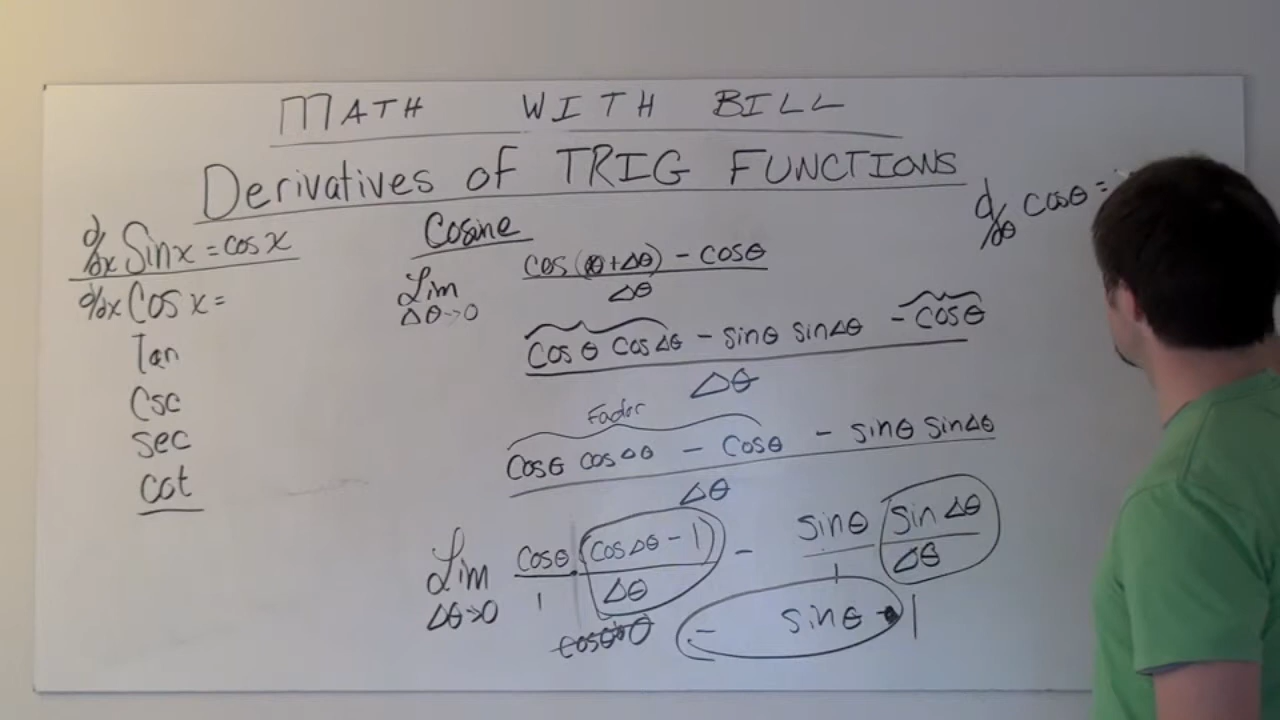 MATH WITH BILL
Derivatives of TRIG FUNCTIONS
d/dx Sin x = cos x
d/dx Cos x =
Tan
Csc
sec
cot
Cosine
Lim Δθ→0 cos(θ+Δθ) - cosθ / Δθ
Cosθ cosΔθ - sinθ sinΔθ - cosθ / Δθ
Factor
Cosθ cosΔθ - Cosθ - sinθ sinΔθ / Δθ
Lim Δθ→0 Cosθ/1 · (cosΔθ - 1)/Δθ - sinθ/1 sinΔθ/Δθ
- sinθ · 1
d/dθ cosθ =